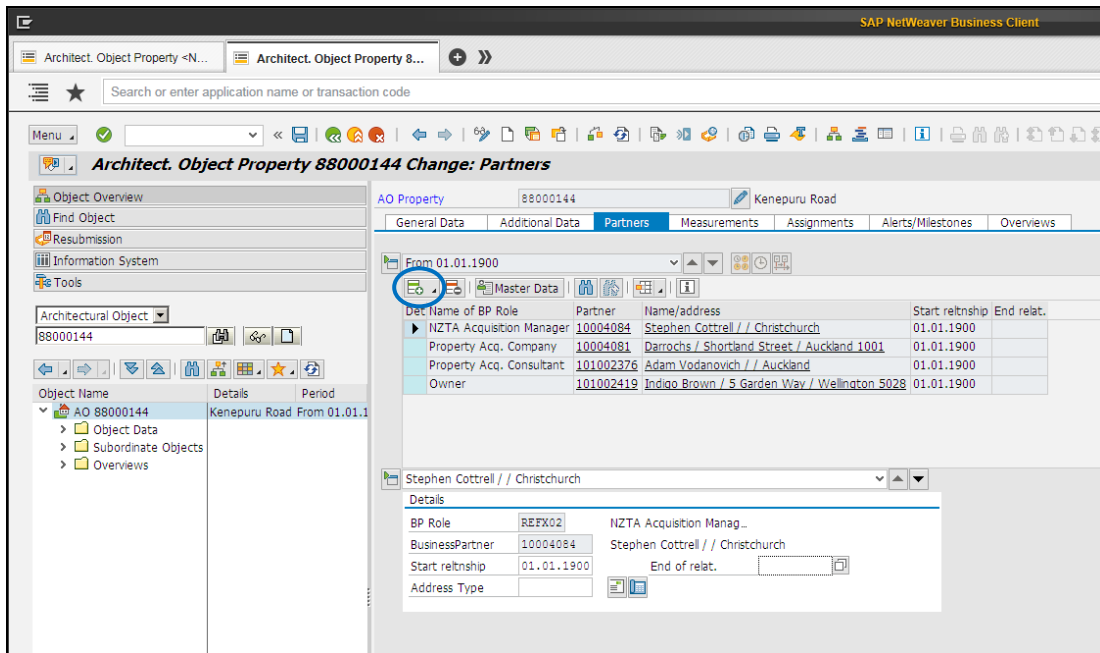 SAP NetWeaver Business Client
Architect. Object Property <N... Architect. Object Property 8...
Search or enter application name or transaction code
Menu
Architect. Object Property 88000144 Change: Partners
Object Overview
Find Object
Resubmission
Information System
Tools
Architectural Object
88000144
Object Name Details Period
AO 88000144 Kenepuru Road From 01.01.1
Object Data
Subordinate Objects
Overviews
AO Property 88000144 Kenepuru Road
General Data Additional Data Partners Measurements Assignments Alerts/Milestones Overviews
From 01.01.1900
Master Data
Det Name of BP Role Partner Name/address Start reltnship End relat.
NZTA Acquisition Manager 10004084 Stephen Cottrell / / Christchurch 01.01.1900
Property Acq. Company 10004081 Darrochs / Shortland Street / Auckland 1001 01.01.1900
Property Acq. Consultant 101002376 Adam Vodanovich / / Auckland 01.01.1900
Owner 101002419 Indigo Brown / 5 Garden Way / Wellington 5028 01.01.1900
Stephen Cottrell / / Christchurch
Details
BP Role REFX02 NZTA Acquisition Manag...
BusinessPartner 10004084 Stephen Cottrell / / Christchurch
Start reltnship 01.01.1900 End of relat.
Address Type